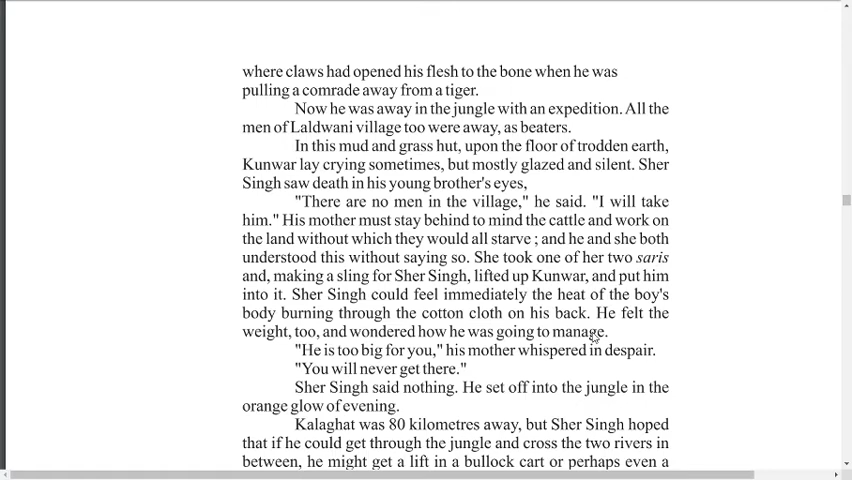 where claws had opened his flesh to the bone when he was
pulling a comrade away from a tiger.
Now he was away in the jungle with an expedition. All the
men of Laldwani village too were away, as beaters.
In this mud and grass hut, upon the floor of trodden earth,
Kunwar lay crying sometimes, but mostly glazed and silent. Sher
Singh saw death in his young brother's eyes,
"There are no men in the village," he said. "I will take
him." His mother must stay behind to mind the cattle and work on
the land without which they would all starve ; and he and she both
understood this without saying so. She took one of her two saris
and, making a sling for Sher Singh, lifted up Kunwar, and put him
into it. Sher Singh could feel immediately the heat of the boy's
body burning through the cotton cloth on his back. He felt the
weight, too, and wondered how he was going to manage.
"He is too big for you," his mother whispered in despair.
"You will never get there."
Sher Singh said nothing. He set off into the jungle in the
orange glow of evening.
Kalaghat was 80 kilometres away, but Sher Singh hoped
that if he could get through the jungle and cross the two rivers in
between, he might get a lift in a bullock cart or perhaps even a